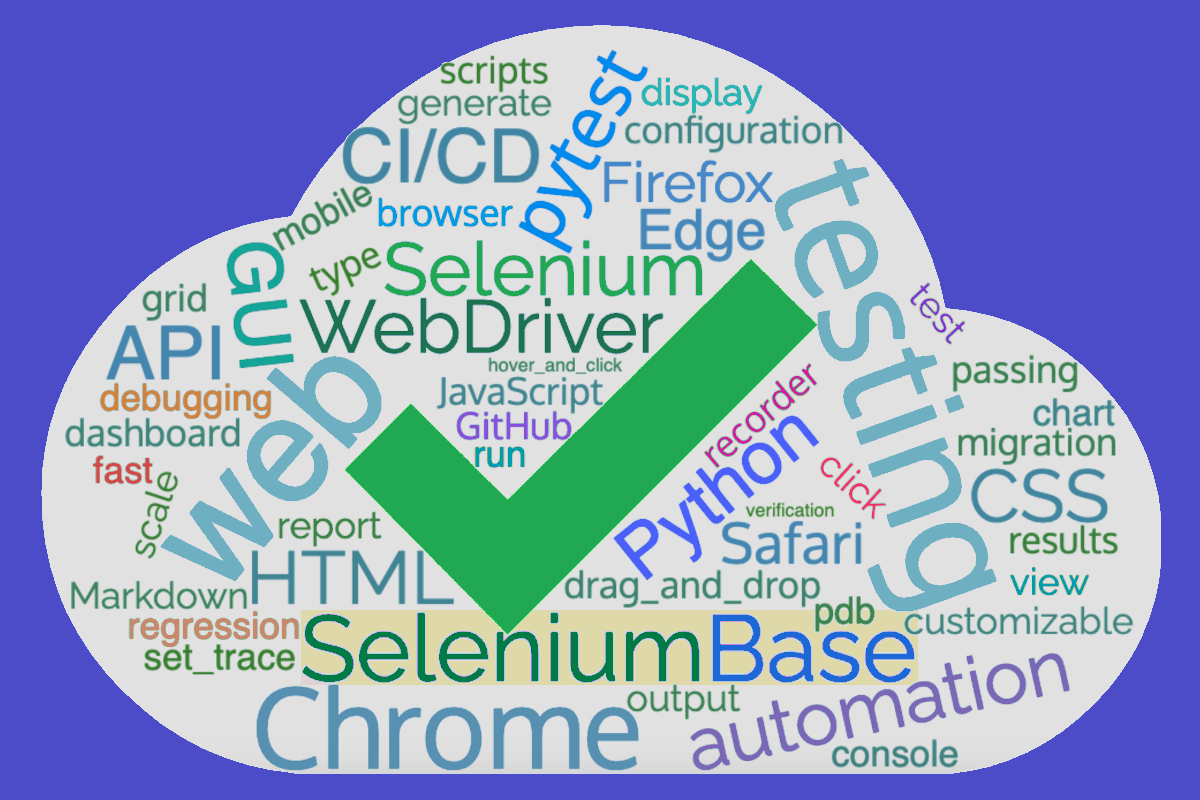 scripts
generate
display
configuration
CI/CD
pytest
Firefox
mobile
browser
Edge
testing
GUI
type
Selenium
grid
WebDriver
test
API
hover_and_click
web
JavaScript
passing
debugging
GitHub
recorder
chart
dashboard
run
Python
migration
fast
click
CSS
scale
verification
report
Safari
results
HTML
drag_and_drop
view
Markdown
pdb
customizable
regression
SeleniumBase
set_trace
Chrome
output
automation
console